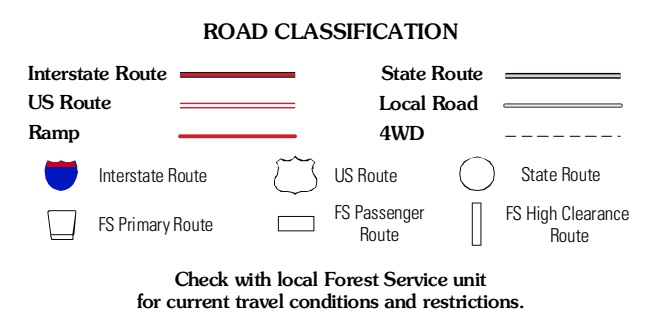 ROAD CLASSIFICATION
Interstate Route
State Route
US Route
Local Road
Ramp
4WD
Interstate Route
US Route
State Route
FS Primary Route
FS Passenger
Route
FS High Clearance
Route
Check with local Forest Service unit
for current travel conditions and restrictions.